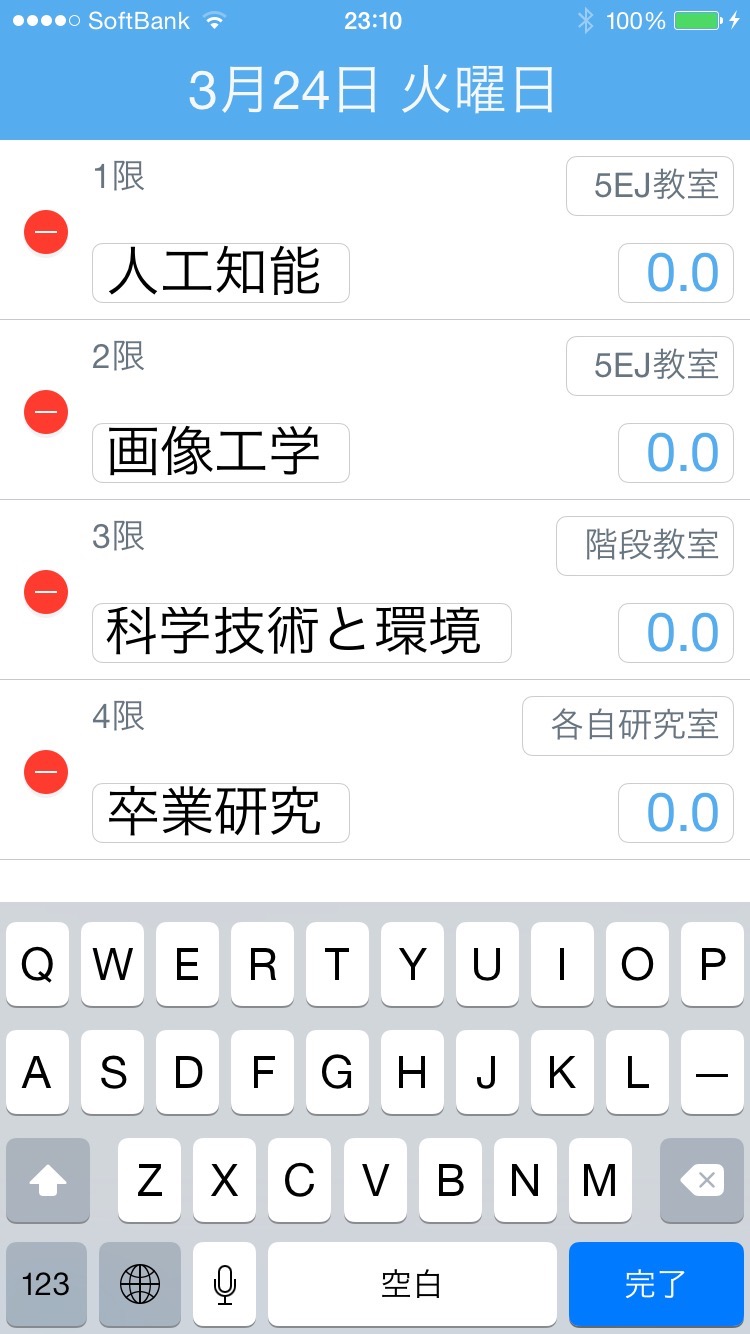 SoftBank 23:10 100%
3月24日 火曜日
1限 5EJ教室
人工知能 0.0
2限 5EJ教室
画像工学 0.0
3限 階段教室
科学技術と環境 0.0
4限 各自研究室
卒業研究 0.0
Q W E R T Y U I O P
A S D F G H J K L ー
Z X C V B N M
123 空白 完了